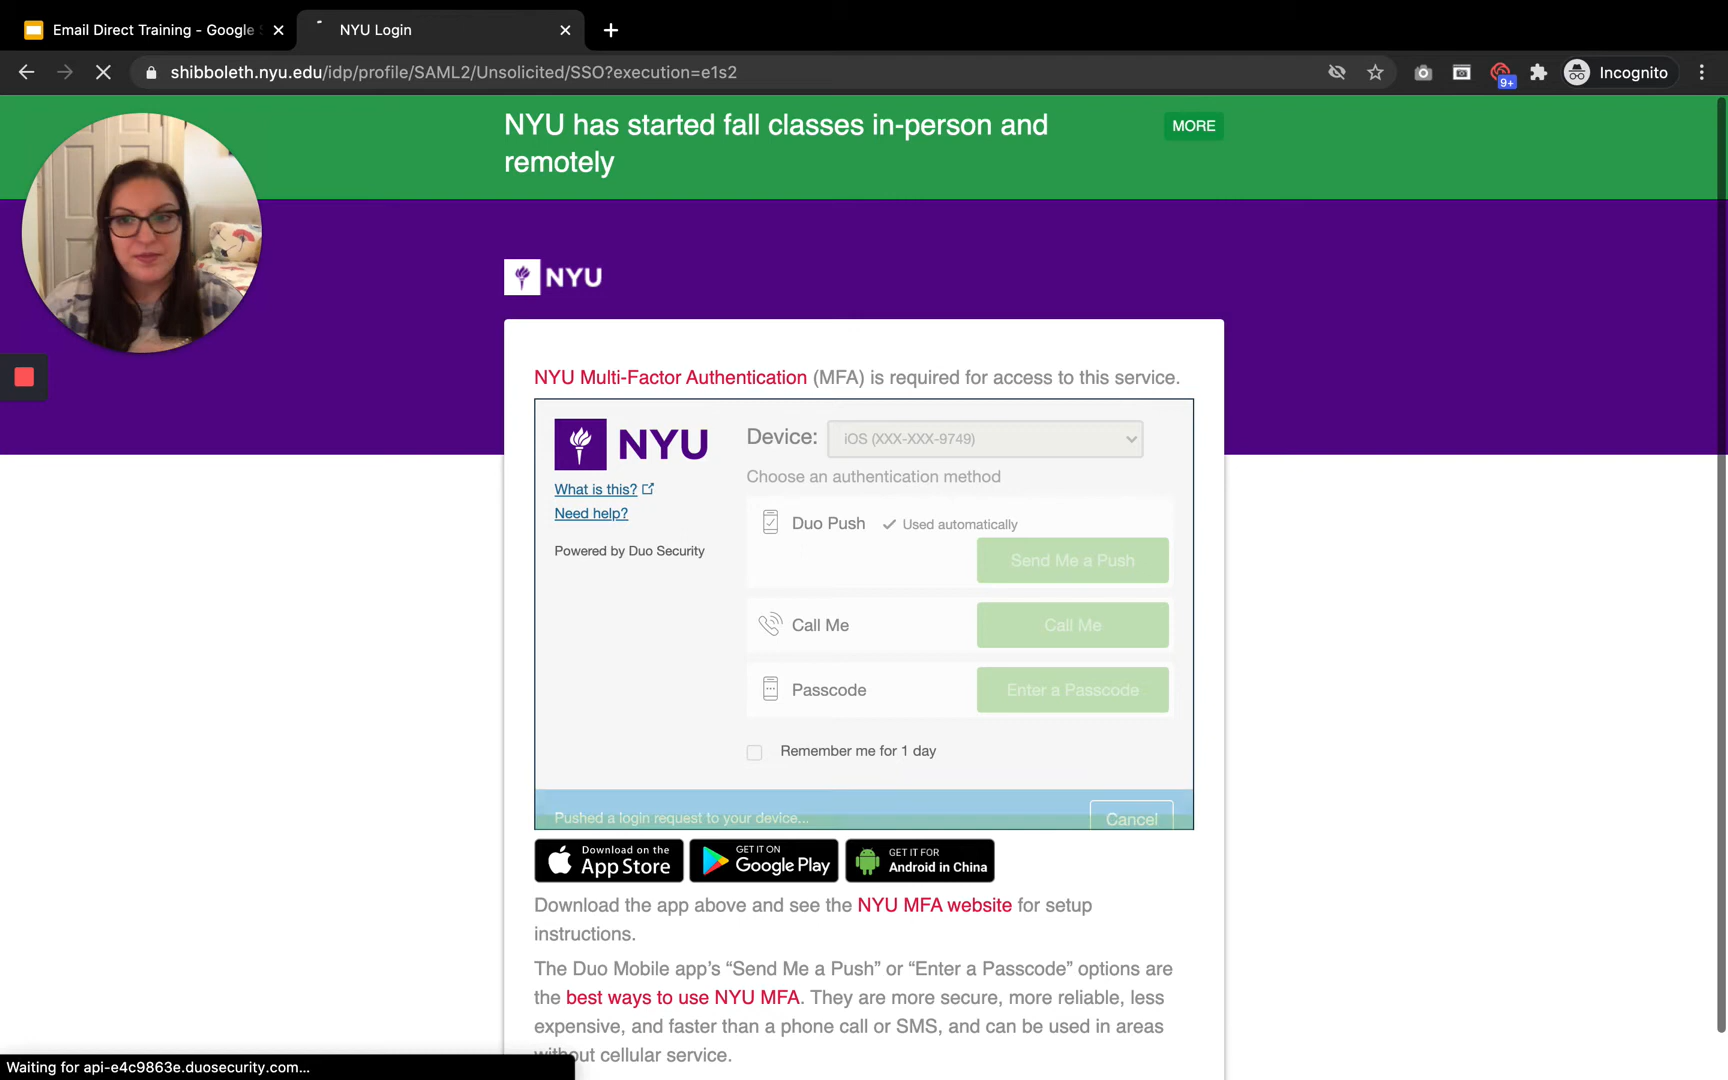 Email Direct Training - Google
NYU Login
shibboleth.nyu.edu/idp/profile/SAML2/Unsolicited/SSO?execution=e1s2
9+
Incognito
NYU has started fall classes in-person and
remotely
MORE
NYU
NYU Multi-Factor Authentication (MFA) is required for access to this service.
NYU
What is this?
Need help?
Powered by Duo Security
Device: iOS (XXX-XXX-9749)
Choose an authentication method
Duo Push Used automatically
Send Me a Push
Call Me Call Me
Passcode Enter a Passcode
Remember me for 1 day
Pushed a login request to your device...
Cancel
Download on the
App Store
GET IT ON
Google Play
GET IT FOR
Android in China
Download the app above and see the NYU MFA website for setup
instructions.
The Duo Mobile app's “Send Me a Push” or “Enter a Passcode” options are
the best ways to use NYU MFA. They are more secure, more reliable, less
expensive, and faster than a phone call or SMS, and can be used in areas
without cellular service.
Waiting for api-e4c9863e.duosecurity.com...